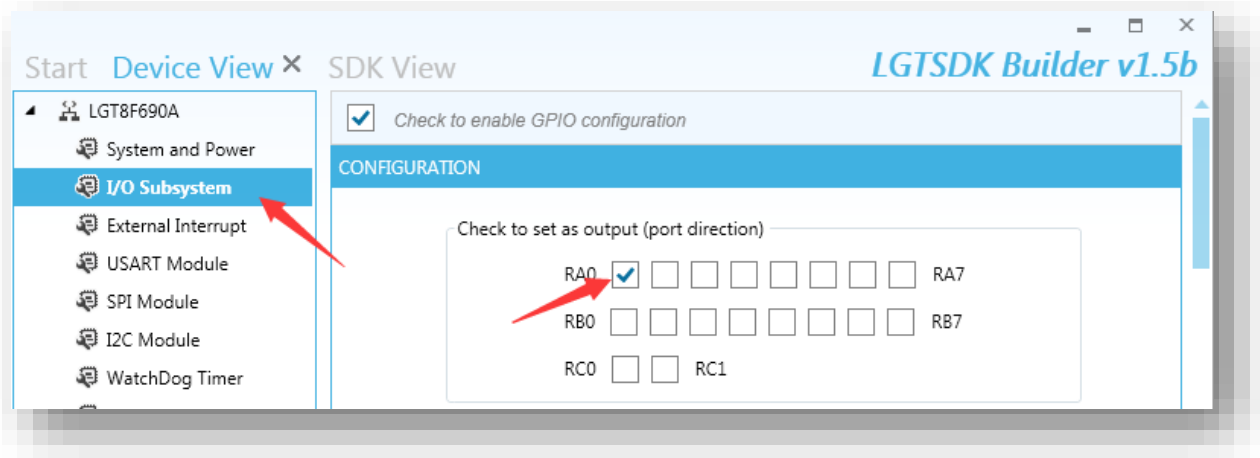 Start Device View × SDK View LGTSDK Builder v1.5b
LGT8F690A
System and Power
I/O Subsystem
External Interrupt
USART Module
SPI Module
I2C Module
WatchDog Timer
Check to enable GPIO configuration
CONFIGURATION
Check to set as output (port direction)
RA0 RA7
RB0 RB7
RC0 RC1